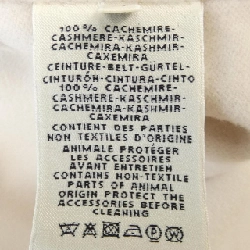 100% CACHEMIRE-
CASHMERE-KASCHMIR-
CACHEMIRA-KASHMIR-
CAXEMIRA
CEINTURE-BELT-GÜRTEL-
CINTURÓN-CINTURA-CINTO
100% CACHEMIRE-
CASHMERE-KASCHMIR-
CACHEMIRA-KASHMIR-
CAXEMIRA
CONTIENT DES PARTIES
NON TEXTILES D'ORIGINE
ANIMALE PROTÉGER
LES ACCESSOIRES
AVANT ENTRETIEN
CONTAINS NON-TEXTILE
PARTS OF ANIMAL
ORIGIN PROTECT THE
ACCESSORIES BEFORE
CLEANING